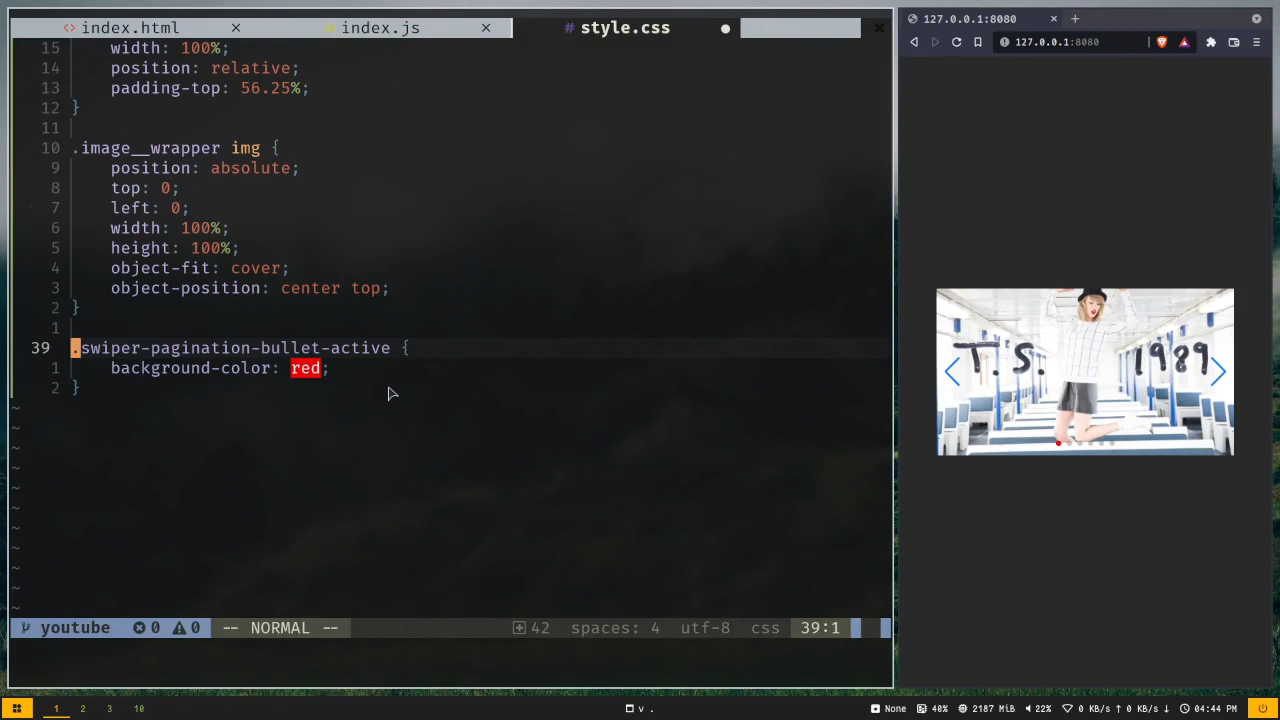 index.html
index.js
# style.css
15 width: 100%;
14 position: relative;
13 padding-top: 56.25%;
12 }
11
10 .image__wrapper img {
9 position: absolute;
8 top: 0;
7 left: 0;
6 width: 100%;
5 height: 100%;
4 object-fit: cover;
3 object-position: center top;
2 }
1
39 .swiper-pagination-bullet-active {
1 background-color: red;
2 }
~
~
~
~
~
~
~
~
~
~
~
youtube 0 0 -- NORMAL -- 42 spaces: 4 utf-8 css 39:1
127.0.0.1:8080
127.0.0.1:8080
T.S. 1989
1 2 3 10
v .
None 40% 2187 MiB 22% 0 KB/s ↑ 0 KB/s ↓ 04:44 PM